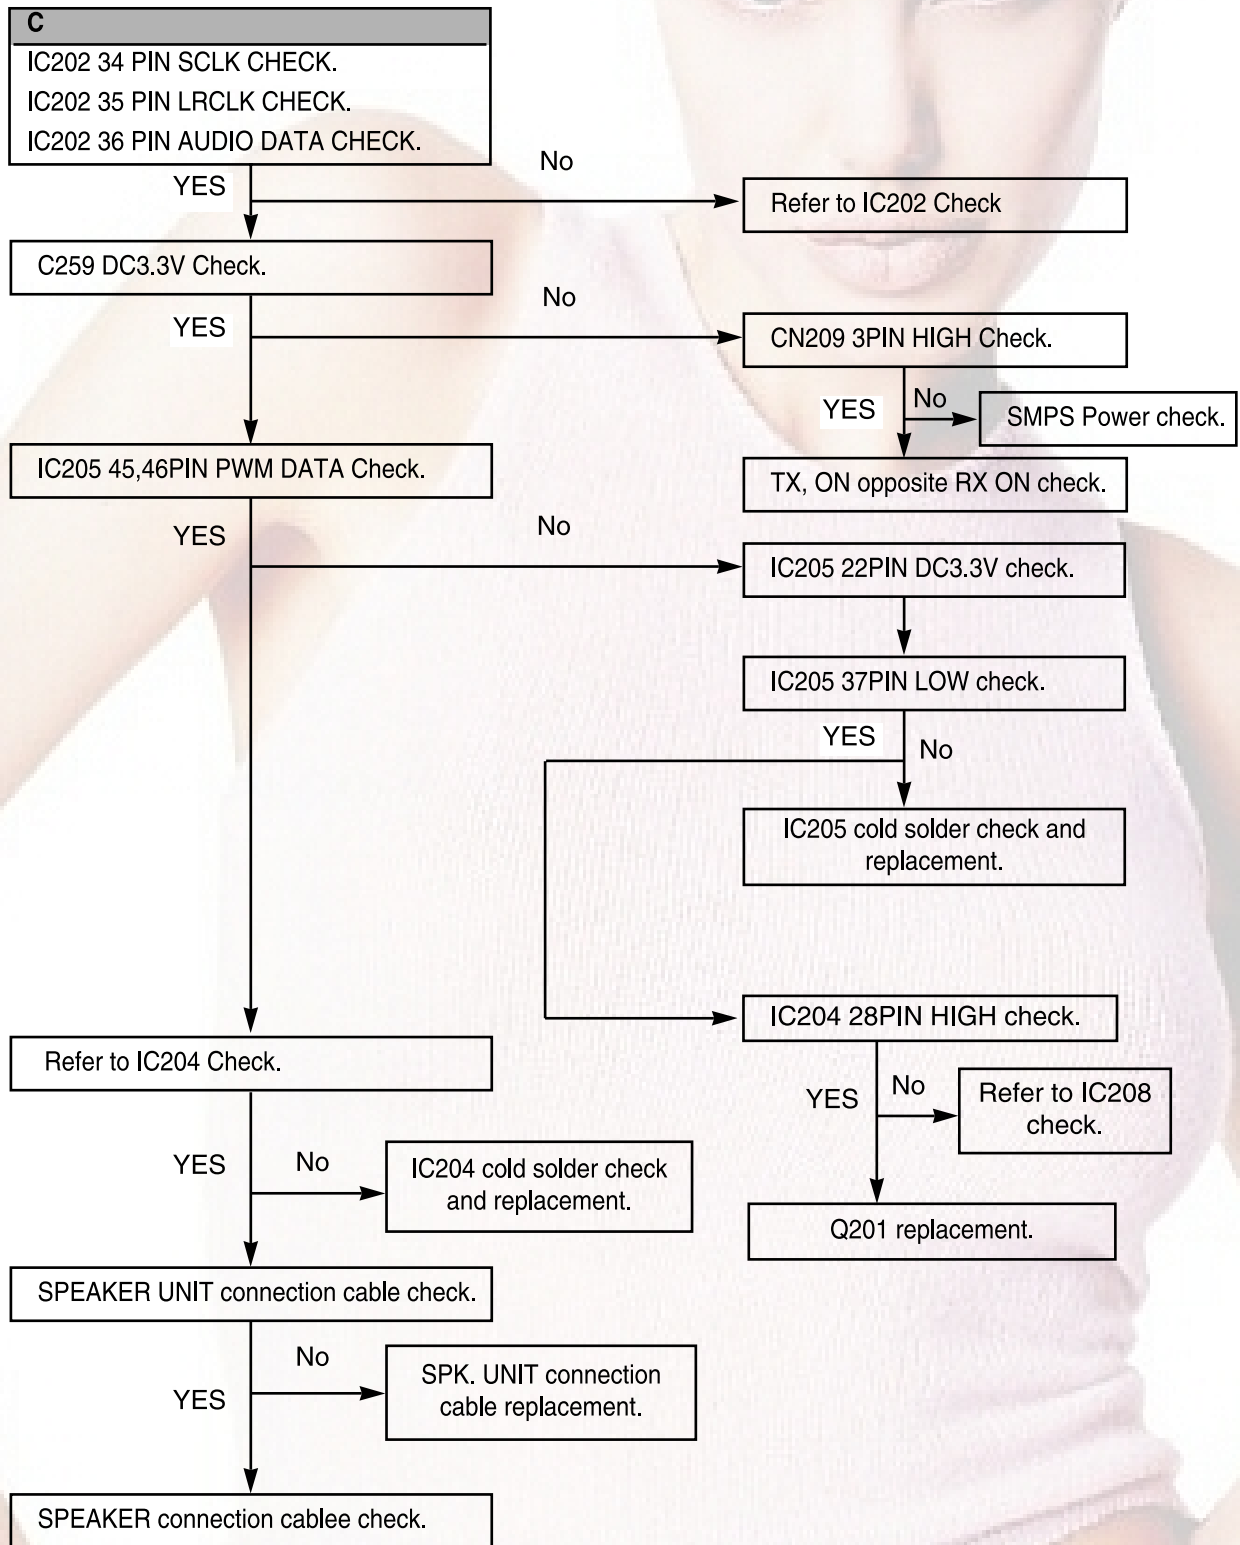 C
IC202 34 PIN SCLK CHECK.
IC202 35 PIN LRCLK CHECK.
IC202 36 PIN AUDIO DATA CHECK.
YES
No
Refer to IC202 Check
C259 DC3.3V Check.
YES
No
CN209 3PIN HIGH Check.
YES
No
SMPS Power check.
TX, ON opposite RX ON check.
IC205 45,46PIN PWM DATA Check.
YES
No
IC205 22PIN DC3.3V check.
IC205 37PIN LOW check.
YES
No
IC205 cold solder check and
replacement.
IC204 28PIN HIGH check.
YES
No
Refer to IC208
check.
Q201 replacement.
Refer to IC204 Check.
YES
No
IC204 cold solder check
and replacement.
SPEAKER UNIT connection cable check.
YES
No
SPK. UNIT connection
cable replacement.
SPEAKER connection cablee check.